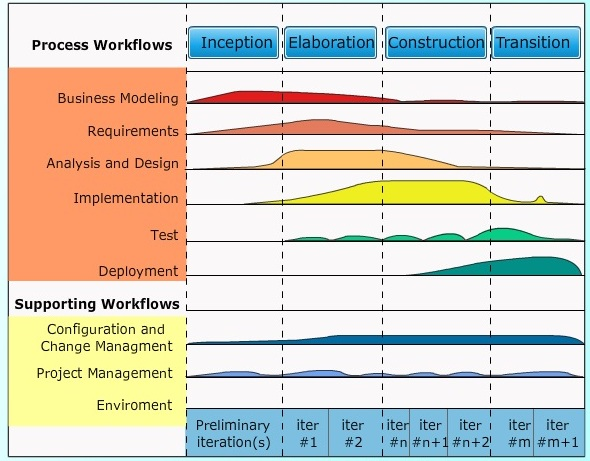 Process Workflows
Inception
Elaboration
Construction
Transition
Business Modeling
Requirements
Analysis and Design
Implementation
Test
Deployment
Supporting Workflows
Configuration and
Change Managment
Project Management
Enviroment
Preliminary
iteration(s)
iter
#1
iter
#2
iter
#n
iter
#n+1
iter
#n+2
iter
#m
iter
#m+1